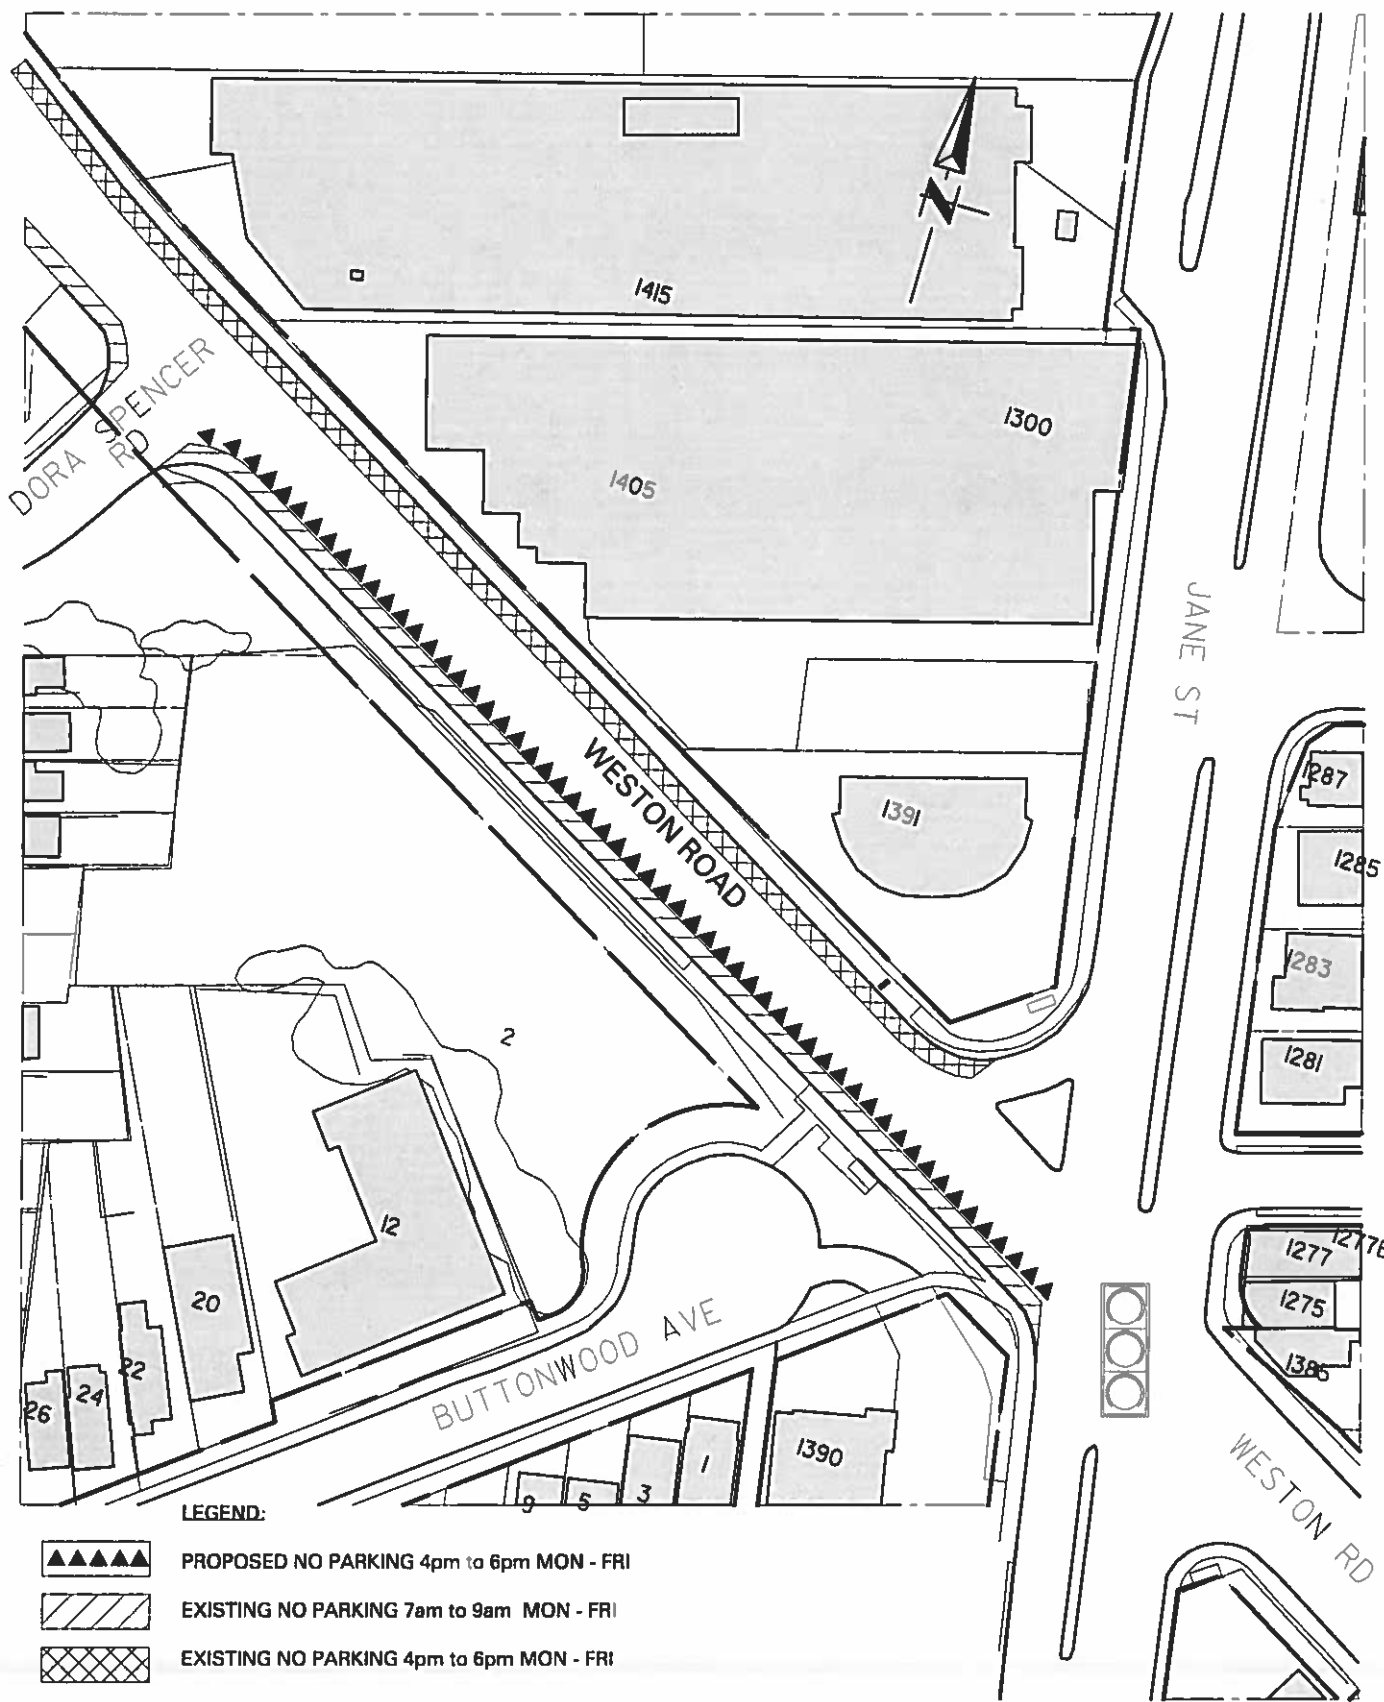 N
1415
1300
1405
DORA SPENCER
RD
JANE ST
WESTON ROAD
1391
1287
1285
1283
1281
2
12
20
22
24
26
BUTTONWOOD AVE
1277
1277B
1275
1386
1390
1
3
5
9
WESTON RD
LEGEND:
PROPOSED NO PARKING 4pm to 6pm MON - FRI
EXISTING NO PARKING 7am to 9am MON - FRI
EXISTING NO PARKING 4pm to 6pm MON - FRI